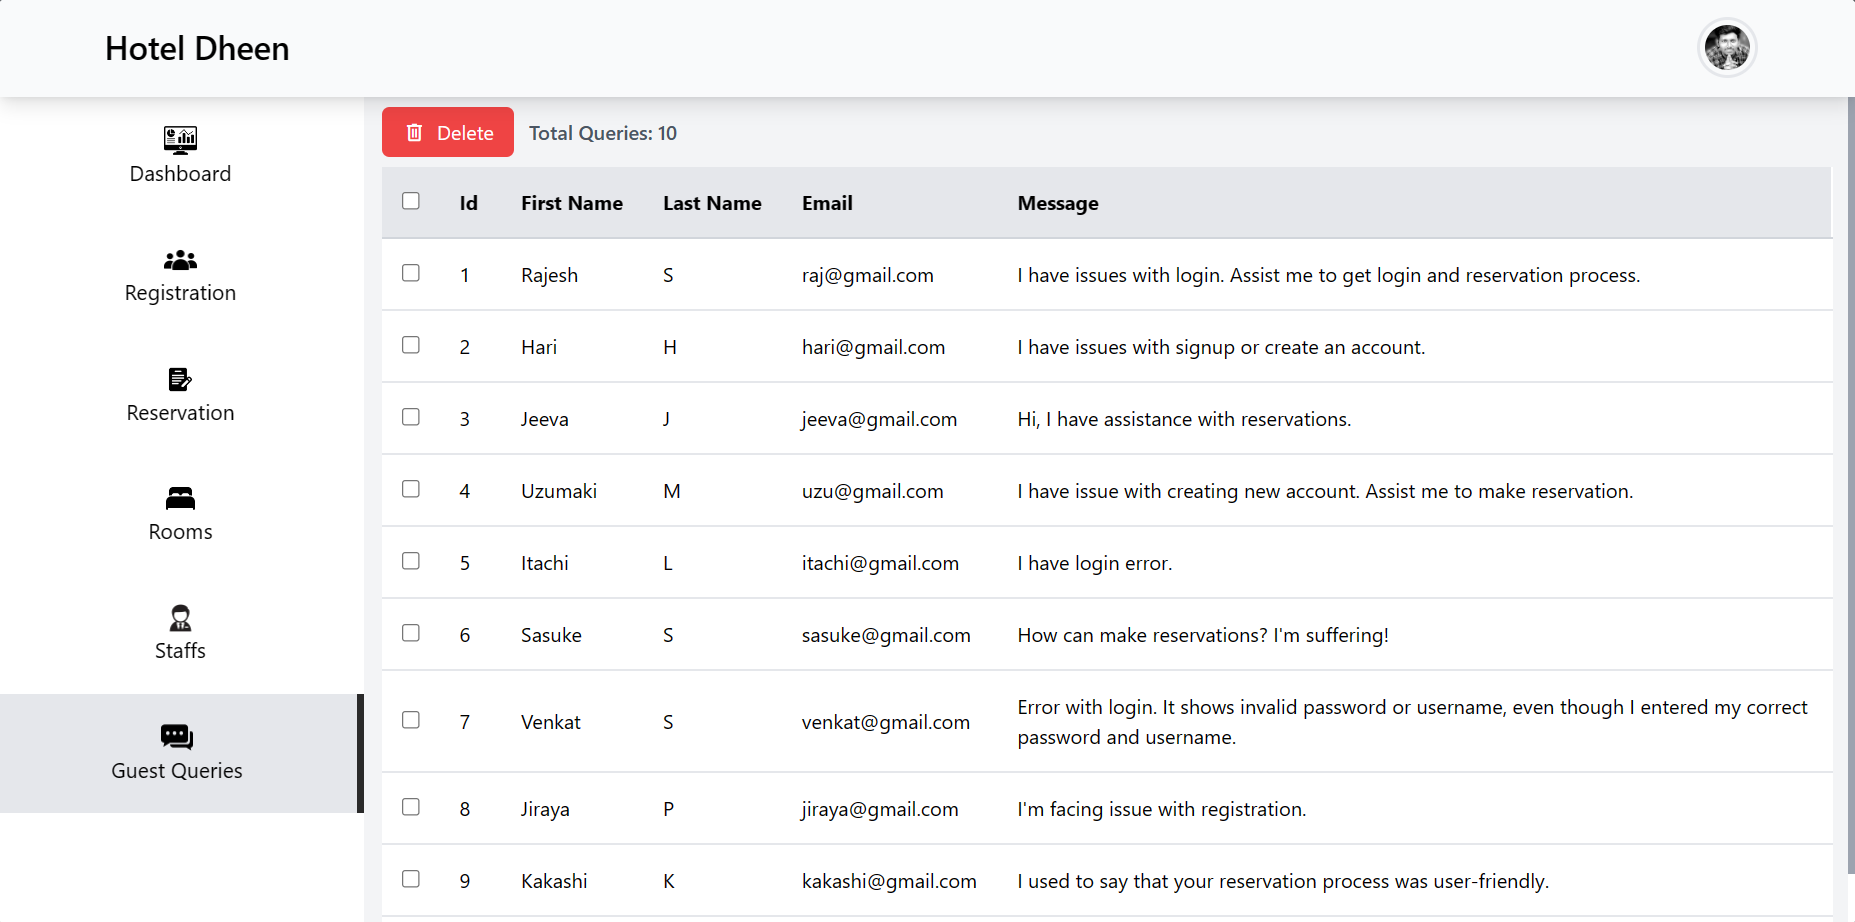 Hotel Dheen
Dashboard
Registration
Reservation
Rooms
Staffs
Guest Queries
Delete Total Queries: 10
Id First Name Last Name Email Message
1 Rajesh S raj@gmail.com I have issues with login. Assist me to get login and reservation process.
2 Hari H hari@gmail.com I have issues with signup or create an account.
3 Jeeva J jeeva@gmail.com Hi, I have assistance with reservations.
4 Uzumaki M uzu@gmail.com I have issue with creating new account. Assist me to make reservation.
5 Itachi L itachi@gmail.com I have login error.
6 Sasuke S sasuke@gmail.com How can make reservations? I'm suffering!
7 Venkat S venkat@gmail.com Error with login. It shows invalid password or username, even though I entered my correct
password and username.
8 Jiraya P jiraya@gmail.com I'm facing issue with registration.
9 Kakashi K kakashi@gmail.com I used to say that your reservation process was user-friendly.